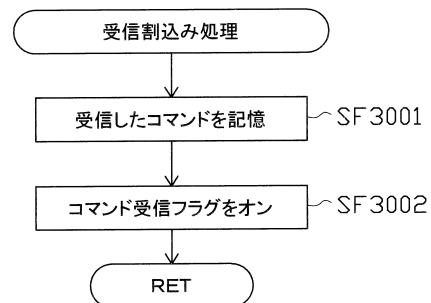 受信割込み処理
受信したコマンドを記憶
SF3001
コマンド受信フラグをオン
SF3002
RET